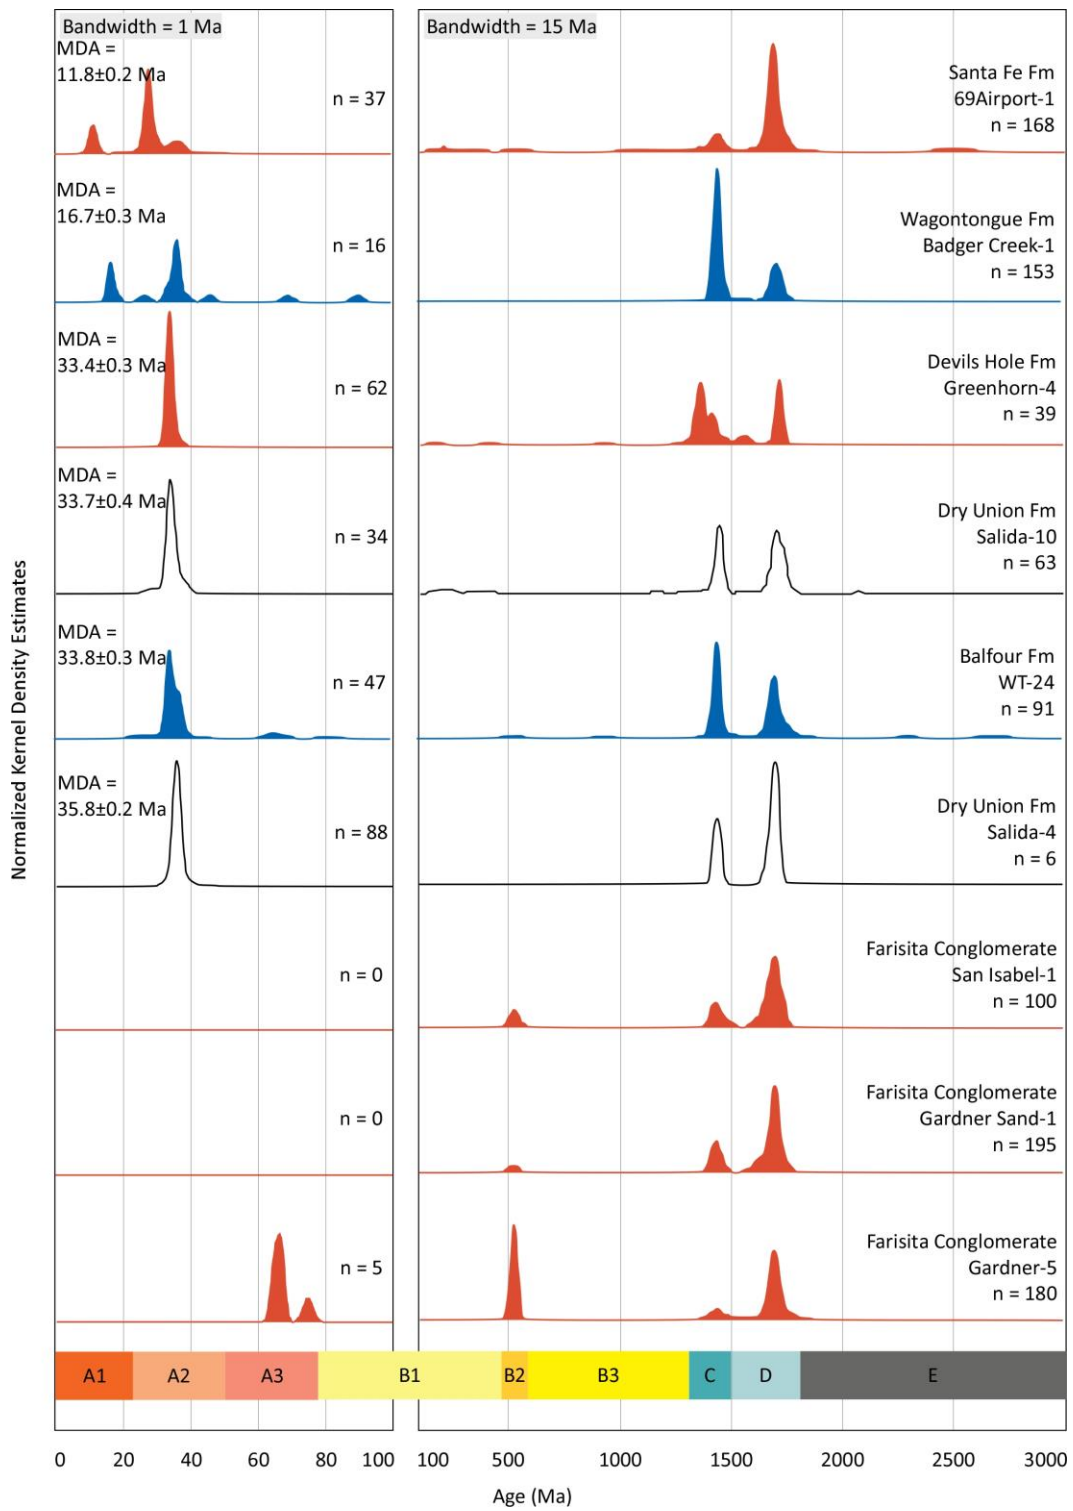 Bandwidth = 1 Ma
Bandwidth = 15 Ma
MDA =
11.8±0.2 Ma
n = 37
Santa Fe Fm
69Airport-1
n = 168
MDA =
16.7±0.3 Ma
n = 16
Wagontongue Fm
Badger Creek-1
n = 153
MDA =
33.4±0.3 Ma
n = 62
Devils Hole Fm
Greenhorn-4
n = 39
MDA =
33.7±0.4 Ma
n = 34
Dry Union Fm
Salida-10
n = 63
MDA =
33.8±0.3 Ma
n = 47
Balfour Fm
WT-24
n = 91
MDA =
35.8±0.2 Ma
n = 88
Dry Union Fm
Salida-4
n = 6
n = 0
Farisita Conglomerate
San Isabel-1
n = 100
n = 0
Farisita Conglomerate
Gardner Sand-1
n = 195
n = 5
Farisita Conglomerate
Gardner-5
n = 180
Normalized Kernel Density Estimates
A1 A2 A3 B1 B2 B3 C D E
0 20 40 60 80 100 100 500 1000 1500 2000 2500 3000
Age (Ma)